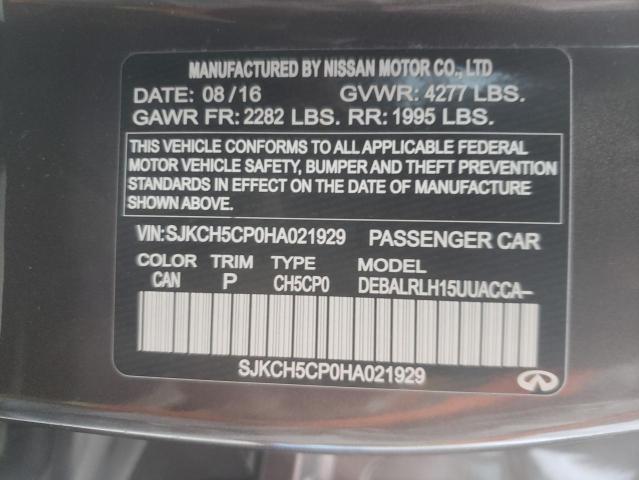 MANUFACTURED BY NISSAN MOTOR CO., LTD
DATE: 08/16 GVWR: 4277 LBS.
GAWR FR: 2282 LBS. RR: 1995 LBS.
THIS VEHICLE CONFORMS TO ALL APPLICABLE FEDERAL
MOTOR VEHICLE SAFETY, BUMPER AND THEFT PREVENTION
STANDARDS IN EFFECT ON THE DATE OF MANUFACTURE
SHOWN ABOVE.
VIN:SJKCH5CP0HA021929 PASSENGER CAR
COLOR TRIM TYPE MODEL
CAN P CH5CP0 DEBALRLH15UUACCA–
SJKCH5CP0HA021929